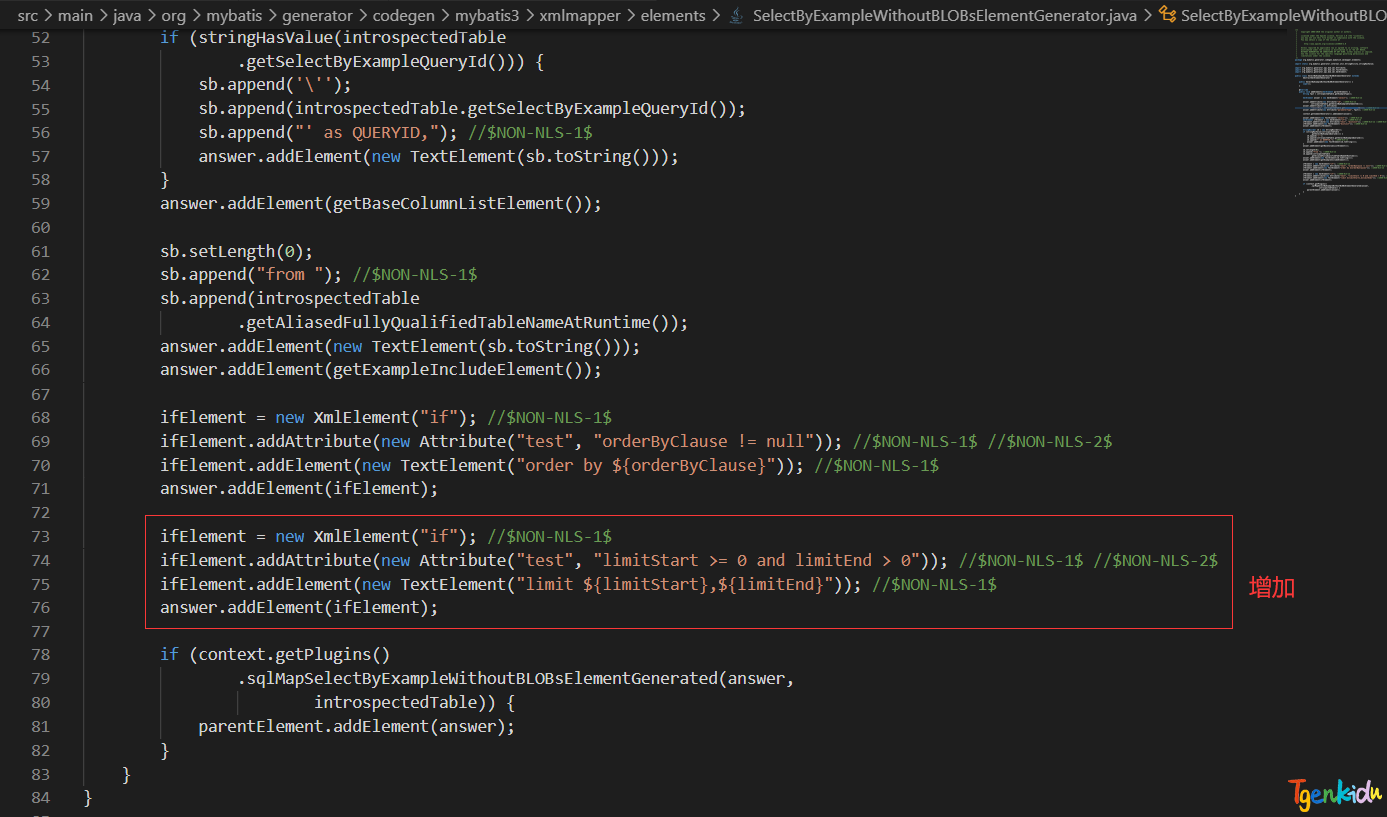 src > main > java > org > mybatis > generator > codegen > mybatis3 > xmlmapper > elements > SelectByExampleWithoutBLOBsElementGenerator.java > SelectByExampleWithoutBLO
52 if (stringHasValue(introspectedTable
53 .getSelectByExampleQueryId())) {
54 sb.append('\'');
55 sb.append(introspectedTable.getSelectByExampleQueryId());
56 sb.append("' as QUERYID,"); //$NON-NLS-1$
57 answer.addElement(new TextElement(sb.toString()));
58 }
59 answer.addElement(getBaseColumnListElement());
60
61 sb.setLength(0);
62 sb.append("from "); //$NON-NLS-1$
63 sb.append(introspectedTable
64 .getAliasedFullyQualifiedTableNameAtRuntime());
65 answer.addElement(new TextElement(sb.toString()));
66 answer.addElement(getExampleIncludeElement());
67
68 ifElement = new XmlElement("if"); //$NON-NLS-1$
69 ifElement.addAttribute(new Attribute("test", "orderByClause != null")); //$NON-NLS-1$ //$NON-NLS-2$
70 ifElement.addElement(new TextElement("order by ${orderByClause}")); //$NON-NLS-1$
71 answer.addElement(ifElement);
72
73 ifElement = new XmlElement("if"); //$NON-NLS-1$
74 ifElement.addAttribute(new Attribute("test", "limitStart >= 0 and limitEnd > 0")); //$NON-NLS-1$ //$NON-NLS-2$
75 ifElement.addElement(new TextElement("limit ${limitStart},${limitEnd}")); //$NON-NLS-1$
增加
76 answer.addElement(ifElement);
77
78 if (context.getPlugins()
79 .sqlMapSelectByExampleWithoutBLOBsElementGenerated(answer,
80 introspectedTable)) {
81 parentElement.addElement(answer);
82 }
83 }
84 }
Tgenkidu